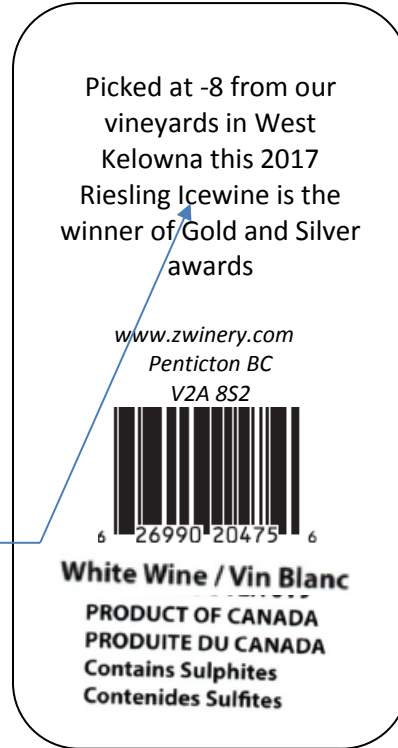 Picked at -8 from our
vineyards in West
Kelowna this 2017
Riesling Icewine is the
winner of Gold and Silver
awards
www.zwinery.com
Penticton BC
V2A 8S2
6 26990 20475 6
White Wine / Vin Blanc
PRODUCT OF CANADA
PRODUITE DU CANADA
Contains Sulphites
Contenides Sulfites